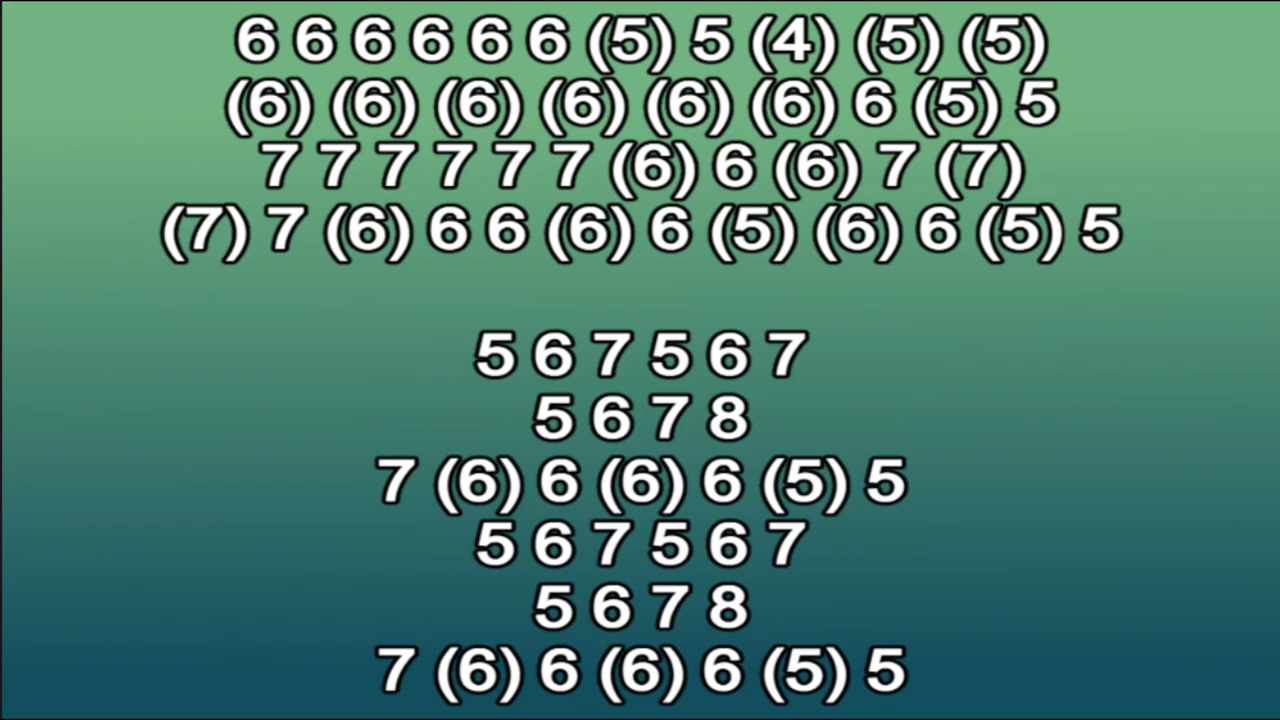 6 6 6 6 6 6 (5) 5 (4) (5) (5)
(6) (6) (6) (6) (6) (6) 6 (5) 5
7 7 7 7 7 7 (6) 6 (6) 7 (7)
(7) 7 (6) 6 6 (6) 6 (5) (6) 6 (5) 5
5 6 7 5 6 7
5 6 7 8
7 (6) 6 (6) 6 (5) 5
5 6 7 5 6 7
5 6 7 8
7 (6) 6 (6) 6 (5) 5